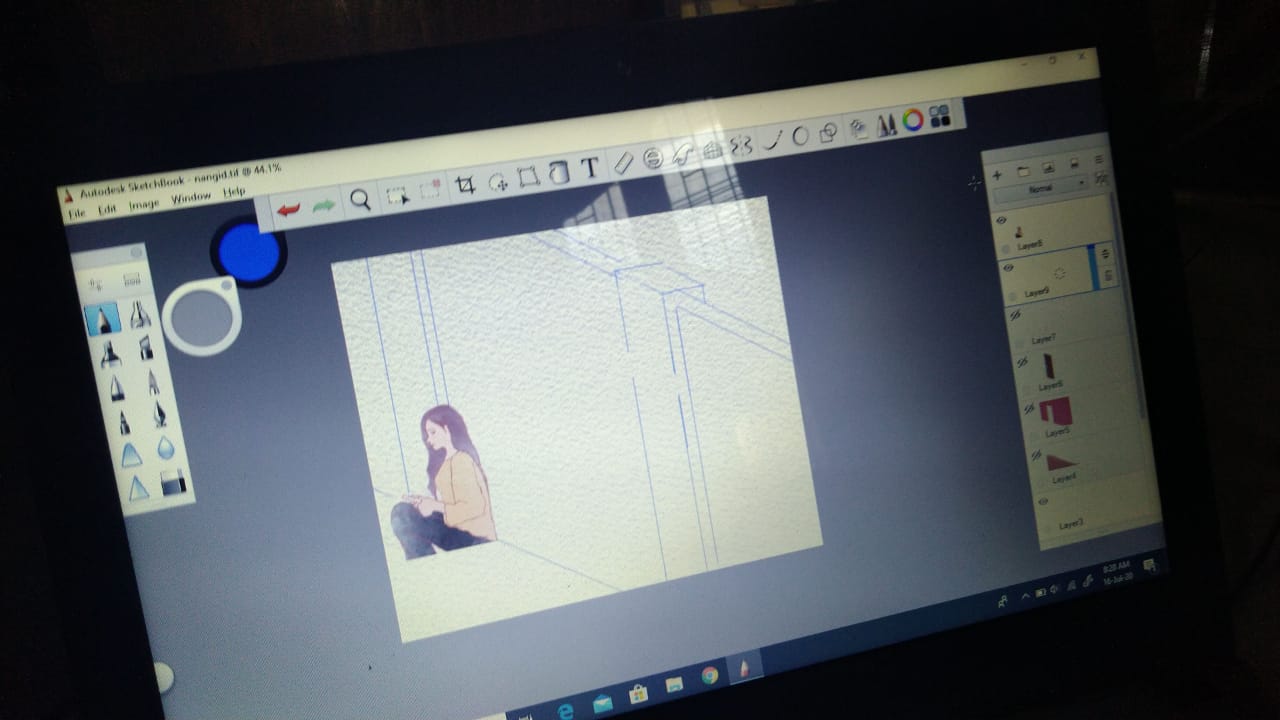 Autodesk SketchBook - nangid.tif @ 44.1%
File Edit Image Window Help
T
Normal
Layer8
Layer9
Layer7
Layer6
Layer5
Layer4
Layer3
8:20 AM
16-Jul-20